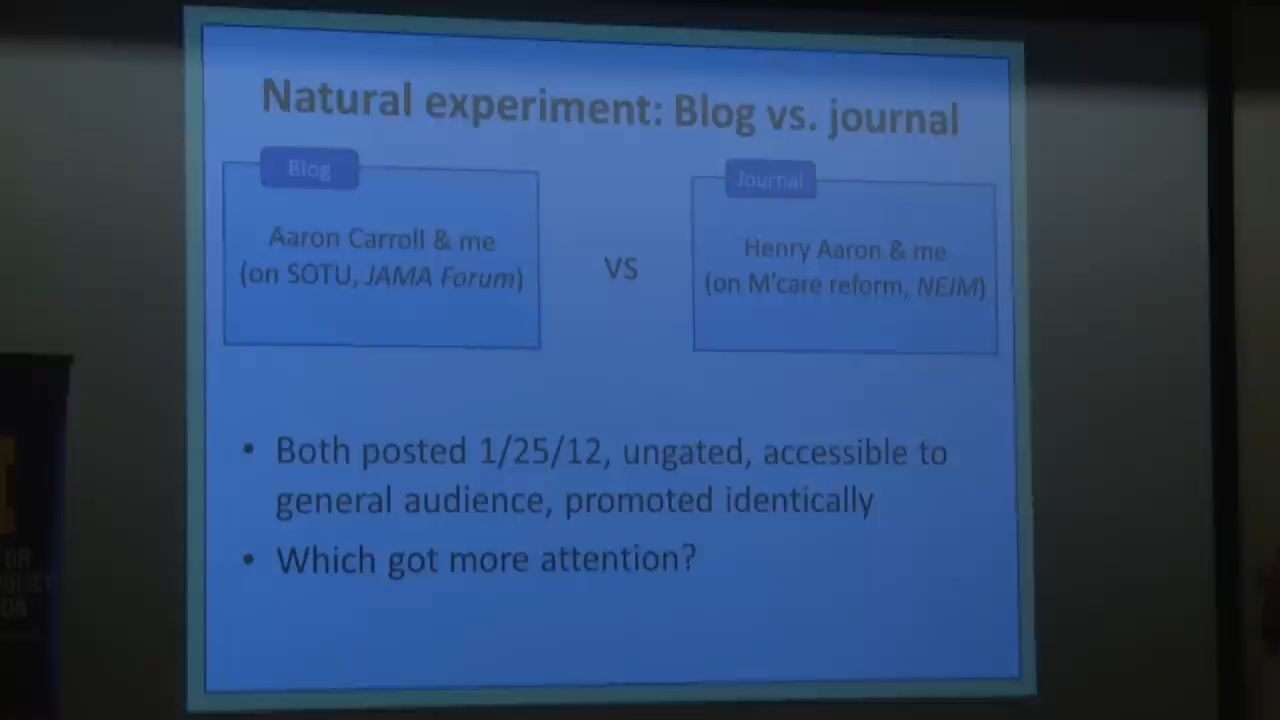 Natural experiment: Blog vs. journal
Blog
Aaron Carroll & me
(on SOTU, JAMA Forum)
vs
Journal
Henry Aaron & me
(on M'care reform, NEJM)
• Both posted 1/25/12, ungated, accessible to
general audience, promoted identically
• Which got more attention?
FOR